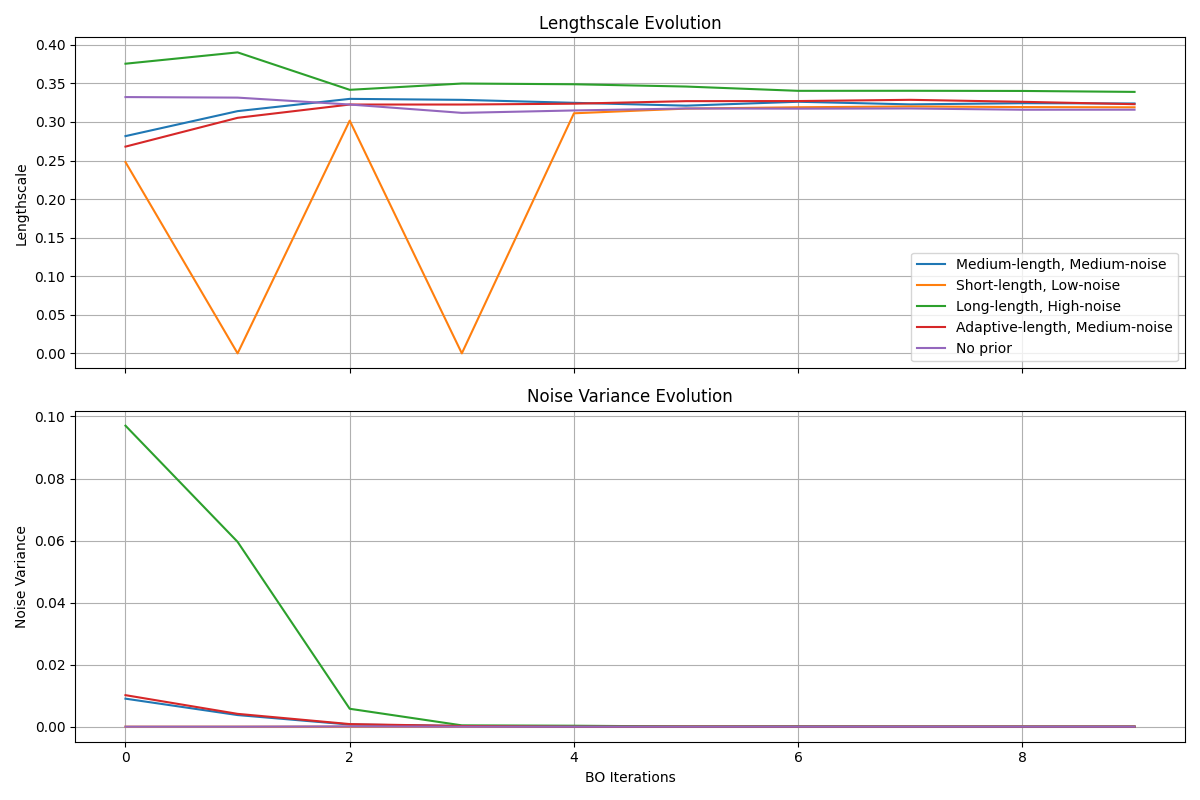 Lengthscale Evolution
0.40
0.35
0.30
0.25
0.20
0.15
0.10
0.05
0.00
Lengthscale
Medium-length, Medium-noise
Short-length, Low-noise
Long-length, High-noise
Adaptive-length, Medium-noise
No prior
Noise Variance Evolution
0.10
0.08
0.06
0.04
0.02
0.00
Noise Variance
0 2 4 6 8
BO Iterations